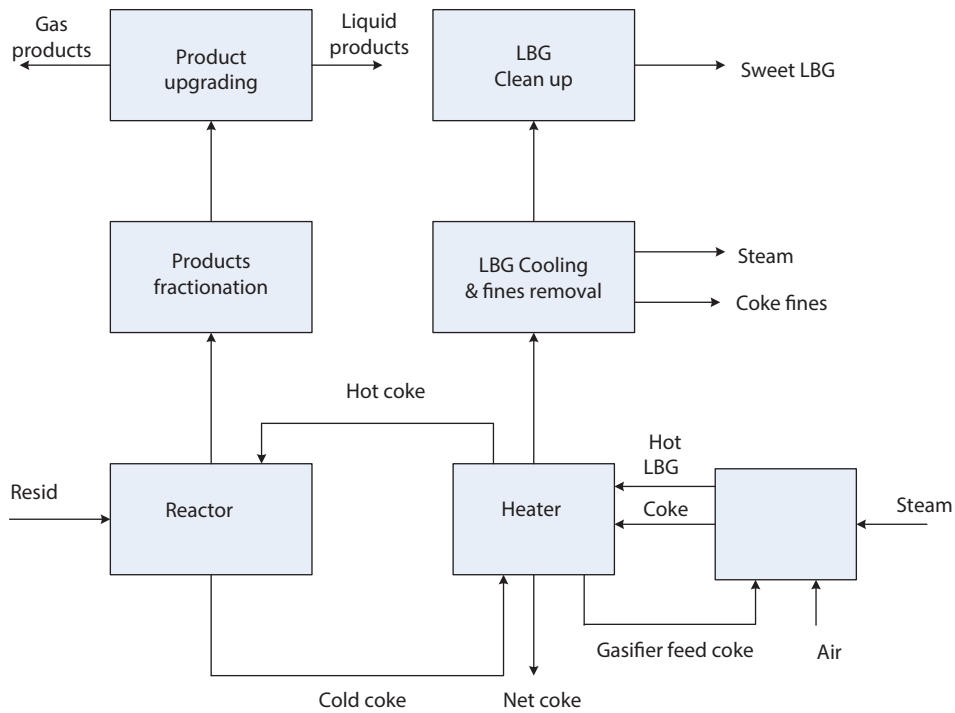 Gas
products
Product
upgrading
Liquid
products
LBG
Clean up
Sweet LBG
Products
fractionation
LBG Cooling
& fines removal
Steam
Coke fines
Hot coke
Resid
Reactor
Heater
Hot
LBG
Coke
Steam
Gasifier feed coke
Air
Cold coke
Net coke